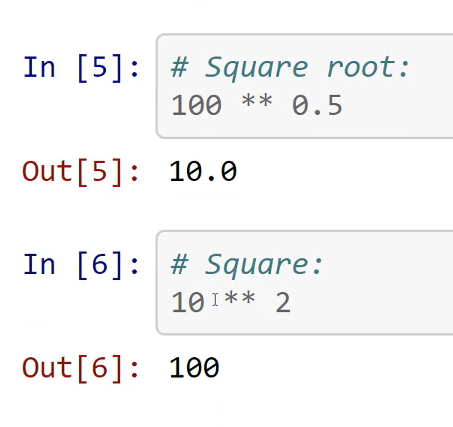 In [5]: # Square root:
100 ** 0.5
Out[5]: 10.0
In [6]: # Square:
10 ** 2
Out[6]: 100